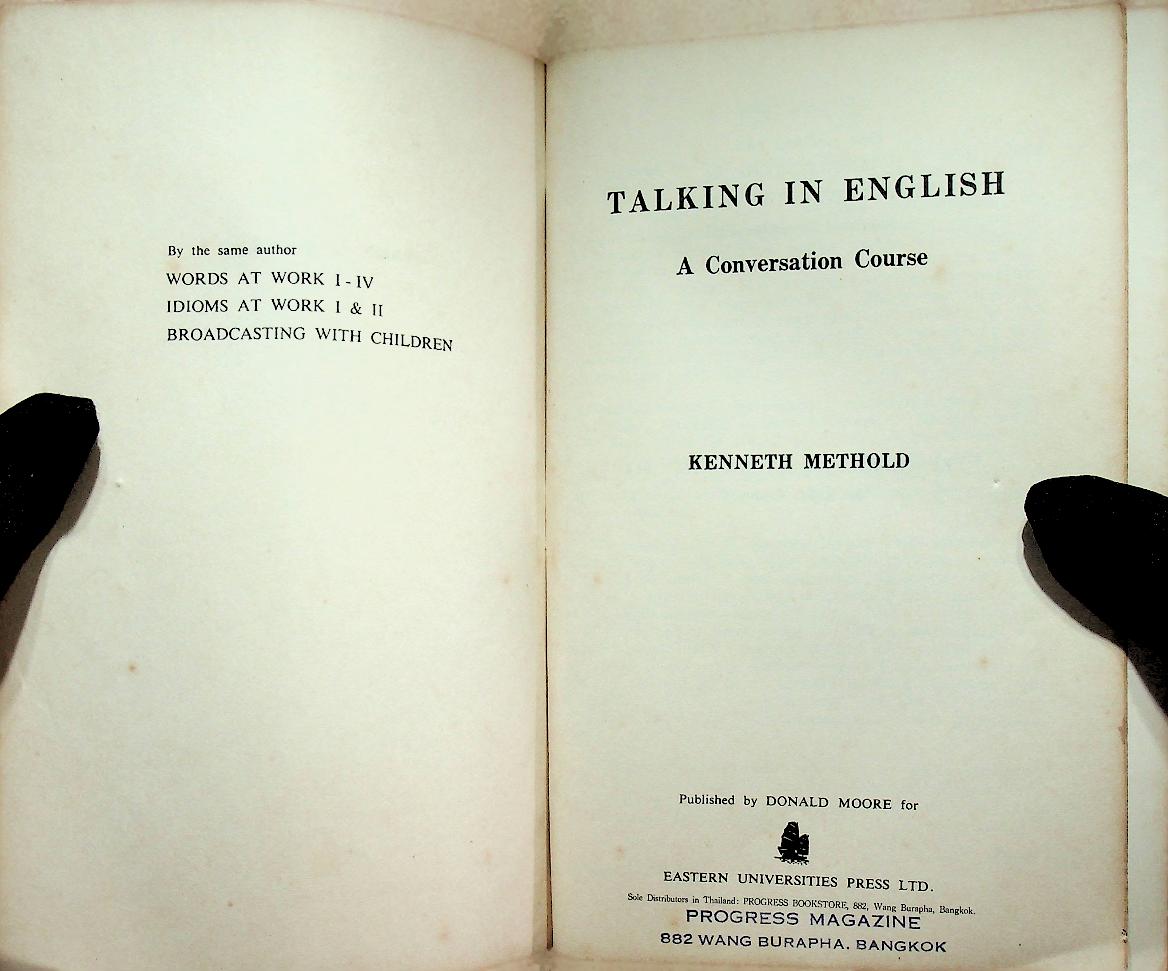 By the same author
WORDS AT WORK I - IV
IDIOMS AT WORK I & II
BROADCASTING WITH CHILDREN
TALKING IN ENGLISH
A Conversation Course
KENNETH METHOLD
Published by DONALD MOORE for
EASTERN UNIVERSITIES PRESS LTD.
Sole Distributors in Thailand: PROGRESS BOOKSTORE, 882, Wang Burapha, Bangkok.
PROGRESS MAGAZINE
882 WANG BURAPHA. BANGKOK